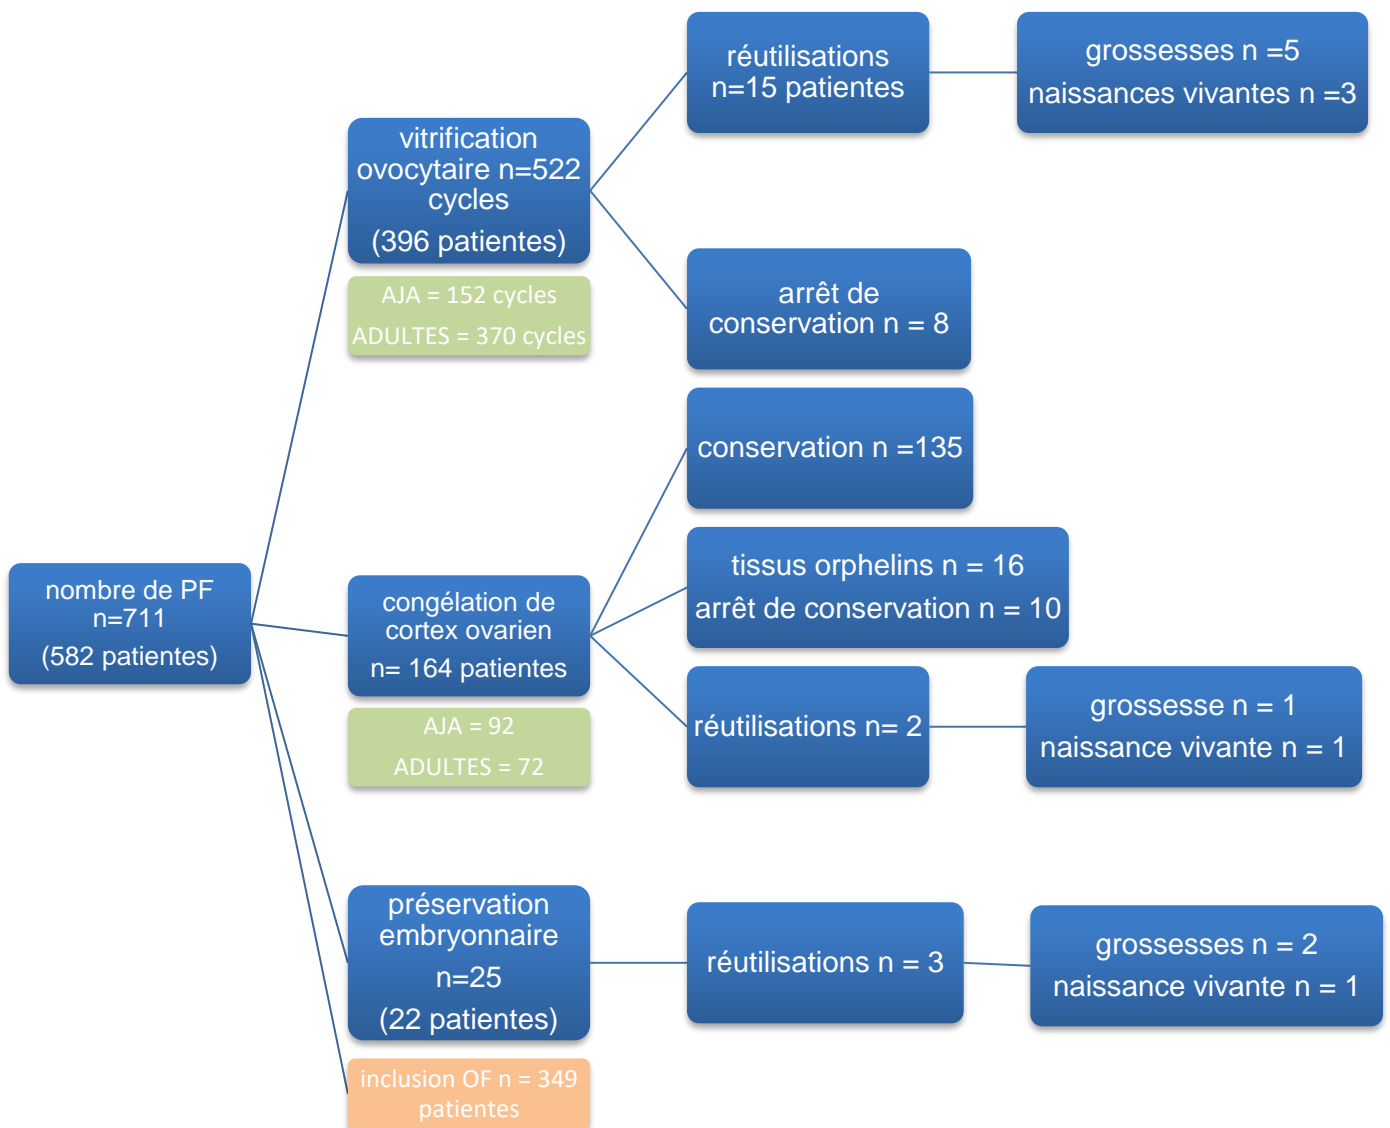 nombre de PF
n=711
(582 patientes)
vitrification
ovocytaire n=522
cycles
(396 patientes)
AJA = 152 cycles
ADULTES = 370 cycles
réutilisations
n=15 patientes
grossesses n =5
naissances vivantes n =3
arrêt de
conservation n = 8
congélation de
cortex ovarien
n= 164 patientes
AJA = 92
ADULTES = 72
conservation n =135
tissus orphelins n = 16
arrêt de conservation n = 10
réutilisations n= 2
grossesse n = 1
naissance vivante n = 1
préservation
embryonnaire
n=25
(22 patientes)
réutilisations n = 3
grossesses n = 2
naissance vivante n = 1
inclusion OF n = 349
patientes